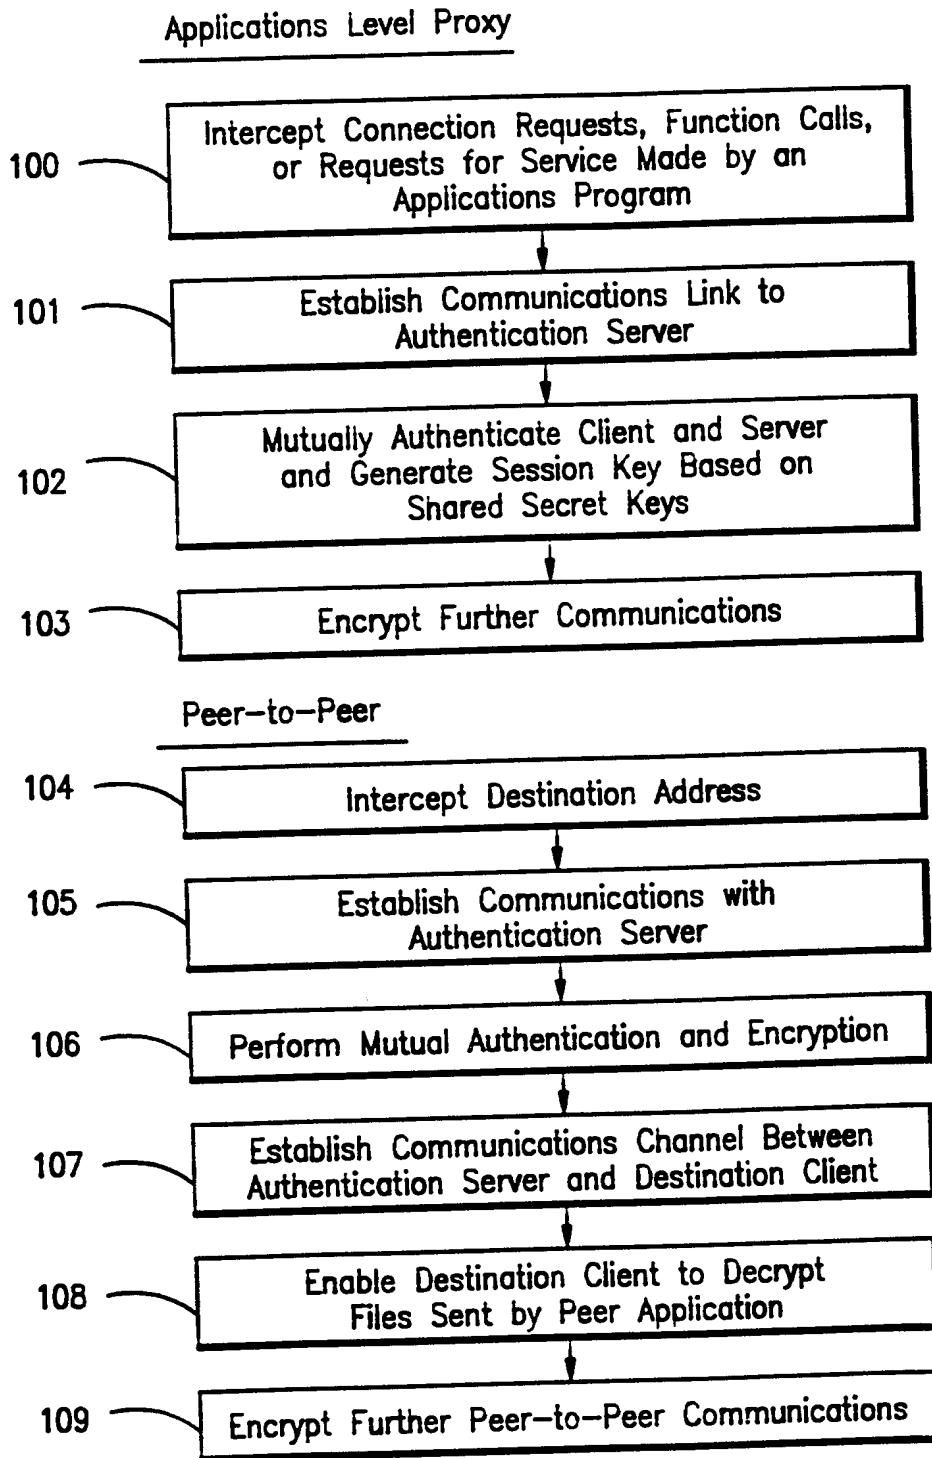 Applications Level Proxy
100
Intercept Connection Requests, Function Calls,
or Requests for Service Made by an
Applications Program
101
Establish Communications Link to
Authentication Server
102
Mutually Authenticate Client and Server
and Generate Session Key Based on
Shared Secret Keys
103
Encrypt Further Communications
Peer-to-Peer
104
Intercept Destination Address
105
Establish Communications with
Authentication Server
106
Perform Mutual Authentication and Encryption
107
Establish Communications Channel Between
Authentication Server and Destination Client
108
Enable Destination Client to Decrypt
Files Sent by Peer Application
109
Encrypt Further Peer-to-Peer Communications